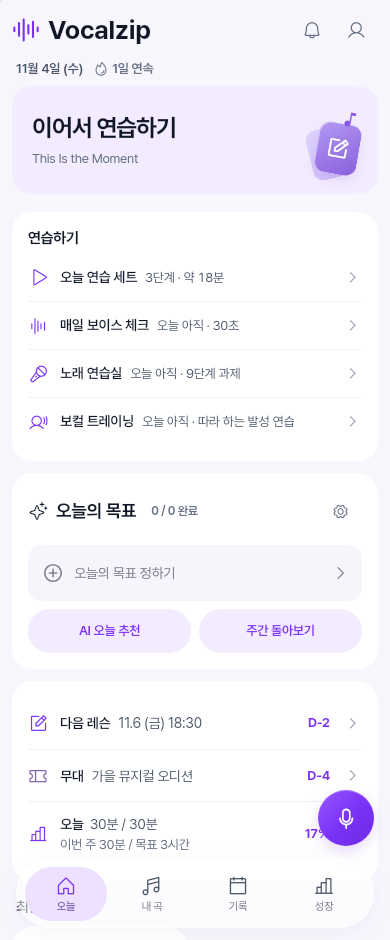 Vocalzip
11월 4일 (수) 1일 연속
이어서 연습하기
This Is the Moment
연습하기
오늘 연습 세트 3단계 · 약 18분
매일 보이스 체크 오늘 아직 · 30초
노래 연습실 오늘 아직 · 9단계 과제
보컬 트레이닝 오늘 아직 · 따라 하는 발성 연습
오늘의 목표 0 / 0 완료
오늘의 목표 정하기
AI 오늘 추천 주간 돌아보기
다음 레슨 11.6 (금) 18:30 D-2
무대 가을 뮤지컬 오디션 D-4
오늘 30분 / 30분
이번 주 30분 / 목표 3시간
오늘 내 곡 기록 성장